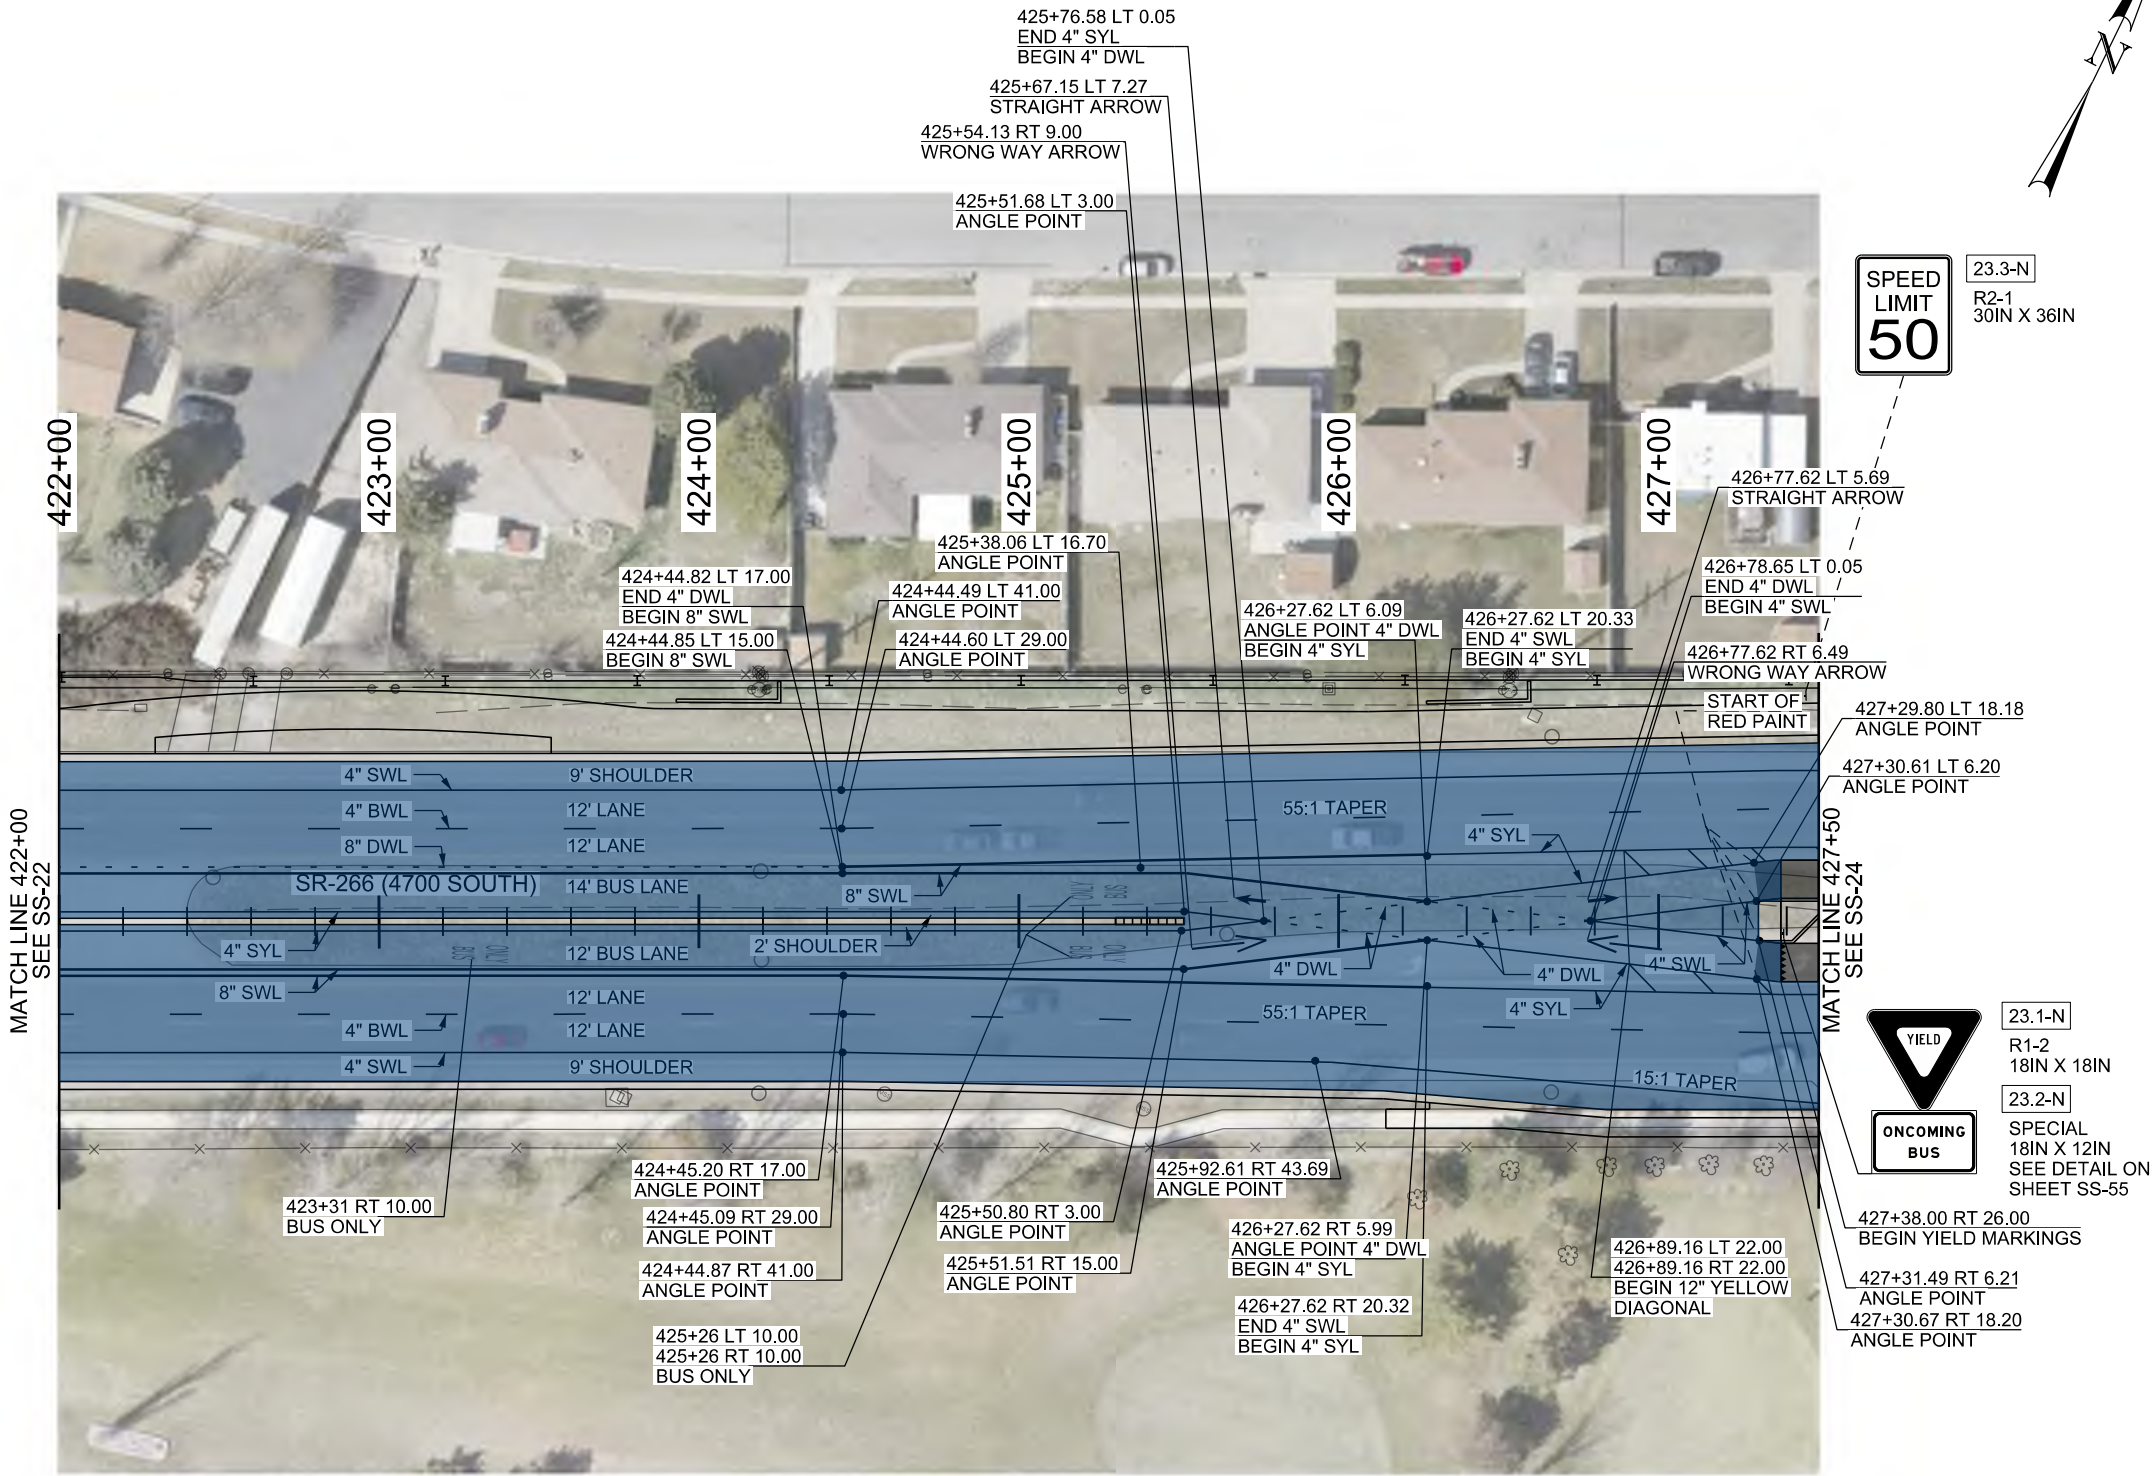 425+76.58 LT 0.05
END 4" SYL
BEGIN 4" DWL
425+67.15 LT 7.27
STRAIGHT ARROW
425+54.13 RT 9.00
WRONG WAY ARROW
425+51.68 LT 3.00
ANGLE POINT
N
SPEED
LIMIT
50
23.3-N
R2-1
30IN X 36IN
422+00
423+00
424+00
425+00
426+00
427+00
426+77.62 LT 5.69
STRAIGHT ARROW
425+38.06 LT 16.70
ANGLE POINT
424+44.82 LT 17.00
END 4" DWL
BEGIN 8" SWL
424+44.85 LT 15.00
BEGIN 8" SWL
424+44.49 LT 41.00
ANGLE POINT
424+44.60 LT 29.00
ANGLE POINT
426+27.62 LT 6.09
ANGLE POINT 4" DWL
BEGIN 4" SYL
426+27.62 LT 20.33
END 4" SWL
BEGIN 4" SYL
426+78.65 LT 0.05
END 4" DWL
BEGIN 4" SWL
426+77.62 RT 6.49
WRONG WAY ARROW
START OF
RED PAINT
427+29.80 LT 18.18
ANGLE POINT
427+30.61 LT 6.20
ANGLE POINT
4" SWL
9' SHOULDER
4" BWL
12' LANE
55:1 TAPER
8" DWL
12' LANE
4" SYL
SR-266 (4700 SOUTH)
14' BUS LANE
8" SWL
ONLY
BUS
4" SYL
BUS
ONLY
12' BUS LANE
2' SHOULDER
BUS
ONLY
4" DWL
4" DWL
4" SWL
8" SWL
12' LANE
4" SYL
4" BWL
12' LANE
55:1 TAPER
4" SWL
9' SHOULDER
15:1 TAPER
MATCH LINE 422+00
SEE SS-22
MATCH LINE 427+50
SEE SS-24
YIELD
23.1-N
R1-2
18IN X 18IN
ONCOMING
BUS
23.2-N
SPECIAL
18IN X 12IN
SEE DETAIL ON
SHEET SS-55
423+31 RT 10.00
BUS ONLY
424+45.20 RT 17.00
ANGLE POINT
424+45.09 RT 29.00
ANGLE POINT
424+44.87 RT 41.00
ANGLE POINT
425+26 LT 10.00
425+26 RT 10.00
BUS ONLY
425+50.80 RT 3.00
ANGLE POINT
425+51.51 RT 15.00
ANGLE POINT
425+92.61 RT 43.69
ANGLE POINT
426+27.62 RT 5.99
ANGLE POINT 4" DWL
BEGIN 4" SYL
426+27.62 RT 20.32
END 4" SWL
BEGIN 4" SYL
426+89.16 LT 22.00
426+89.16 RT 22.00
BEGIN 12" YELLOW
DIAGONAL
427+38.00 RT 26.00
BEGIN YIELD MARKINGS
427+31.49 RT 6.21
ANGLE POINT
427+30.67 RT 18.20
ANGLE POINT